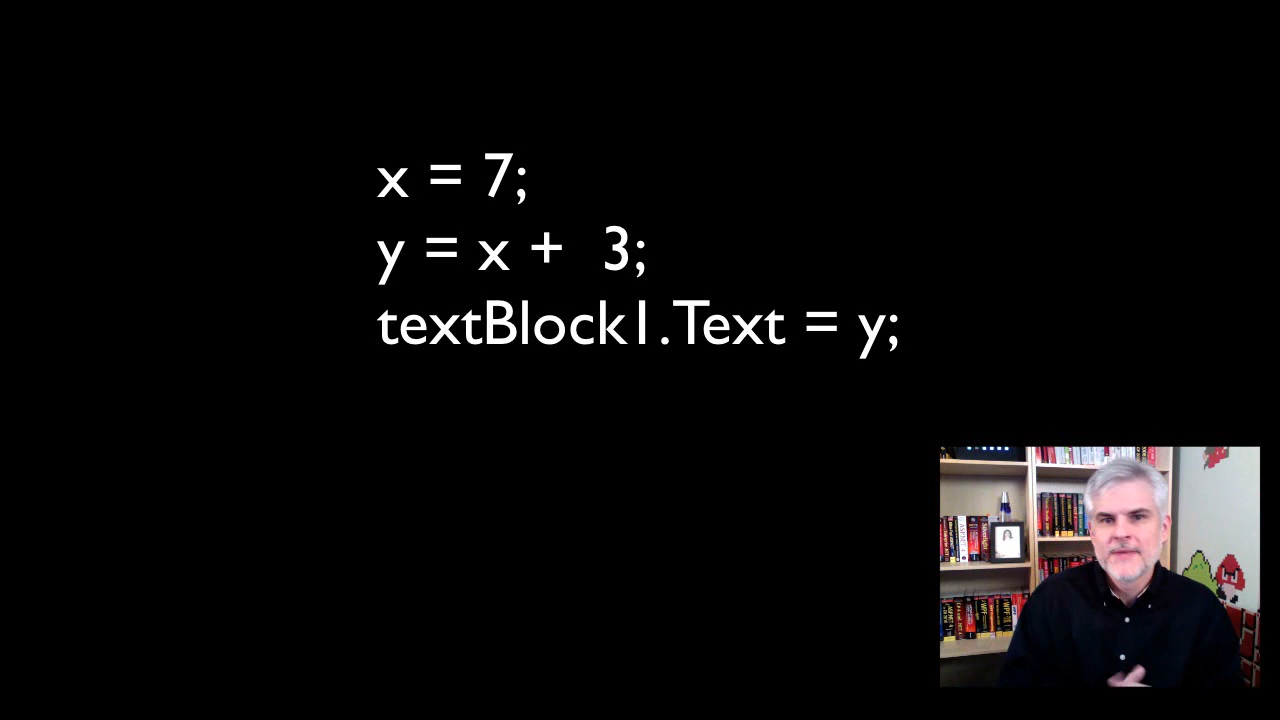 x = 7;
y = x +  3;
textBlock1.Text = y;